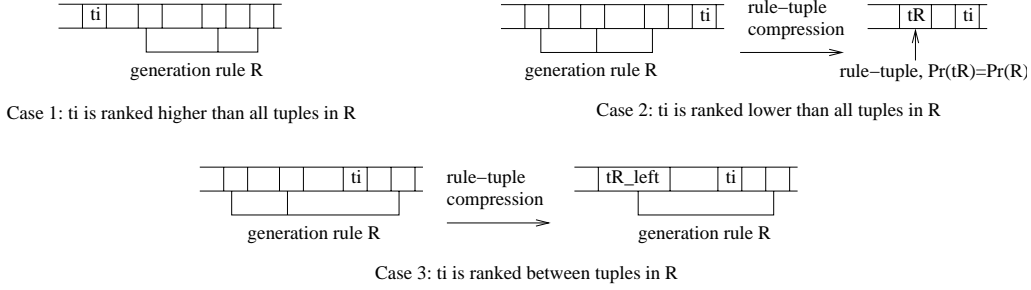 ti
generation rule R
Case 1: ti is ranked higher than all tuples in R
ti
generation rule R
rule−tuple
compression
tR ti
rule−tuple, Pr(tR)=Pr(R)
Case 2: ti is ranked lower than all tuples in R
ti
generation rule R
rule−tuple
compression
tR_left ti
generation rule R
Case 3: ti is ranked between tuples in R